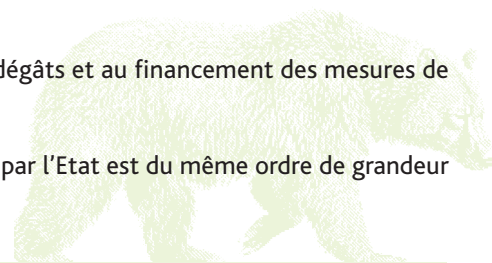 dégâts et au financement des mesures de
par l’Etat est du même ordre de grandeur